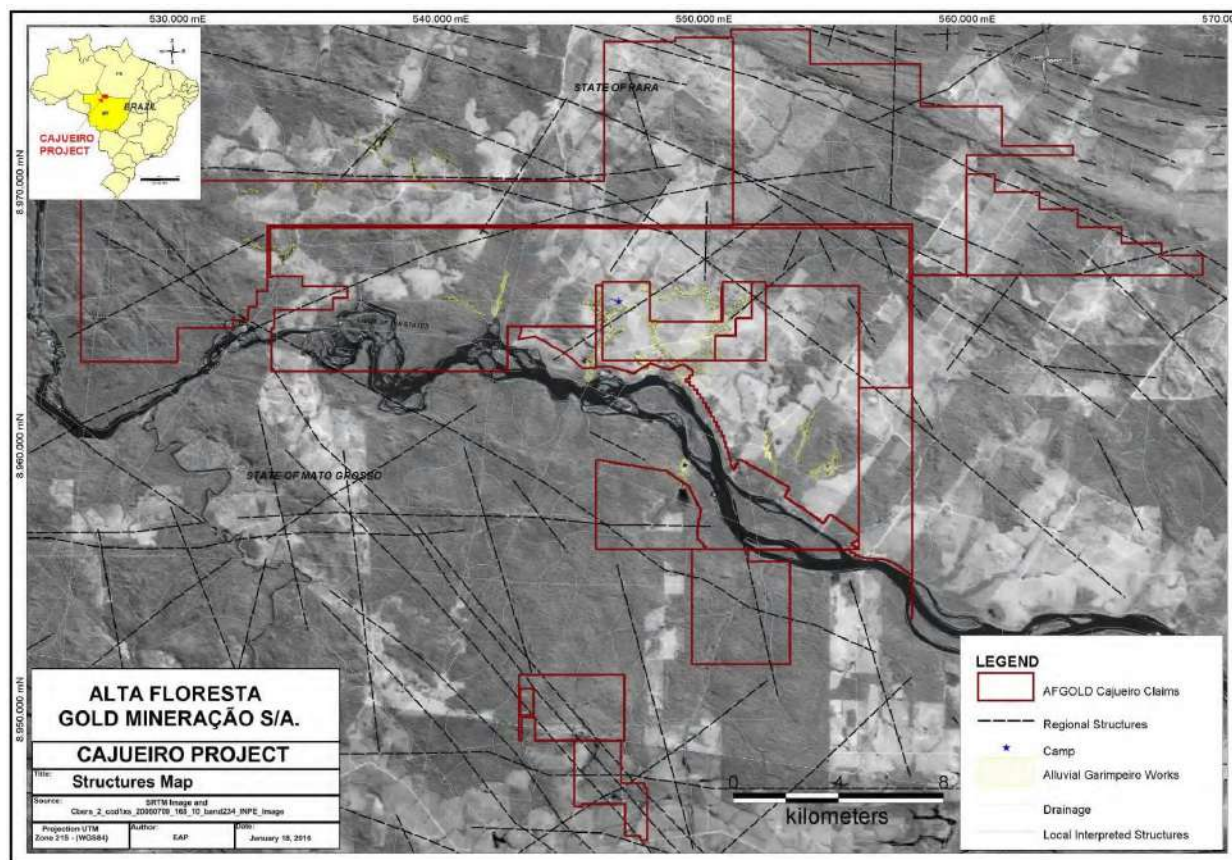 530.000 mE
540.000 mE
550.000 mE
560.000 mE
570.000
BRAZIL
CAJUEIRO
PROJECT
STATE OF RARA
8.970.000 mN
8.960.000 mN
STATE OF MATO GROSSO
8.950.000 mN
ALTA FLORESTA
GOLD MINERAÇÃO S/A.
CAJUEIRO PROJECT
Title:
Structures Map
Source:
SRTM Image and
Projection UTM
Zone 21S - (WGS84)
Author:
EAP
Date:
January 18, 2016
0 4 8
kilometers
LEGEND
AFGOLD Cajueiro Claims
Regional Structures
Camp
Alluvial Garimpeiro Works
Drainage
Local Interpreted Structures